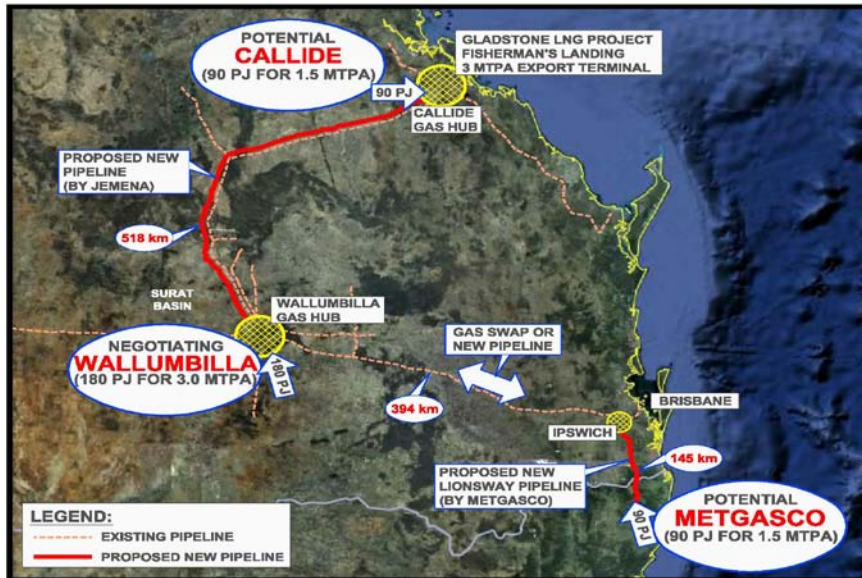 POTENTIAL
CALLIDE
(90 PJ FOR 1.5 MTPA)
GLADSTONE LNG PROJECT
FISHERMAN'S LANDING
3 MTPA EXPORT TERMINAL
90 PJ
CALLIDE
GAS HUB
PROPOSED NEW
PIPELINE
(BY JEMENA)
518 km
SURAT
BASIN
WALLUMBILLA
GAS HUB
NEGOTIATING
WALLUMBILLA
(180 PJ FOR 3.0 MTPA)
180 PJ
GAS SWAP OR
NEW PIPELINE
394 km
BRISBANE
IPSWICH
PROPOSED NEW
LIONSWAY PIPELINE
(BY METGASCO)
145 km
90 PJ
POTENTIAL
METGASCO
(90 PJ FOR 1.5 MTPA)
LEGEND:
EXISTING PIPELINE
PROPOSED NEW PIPELINE